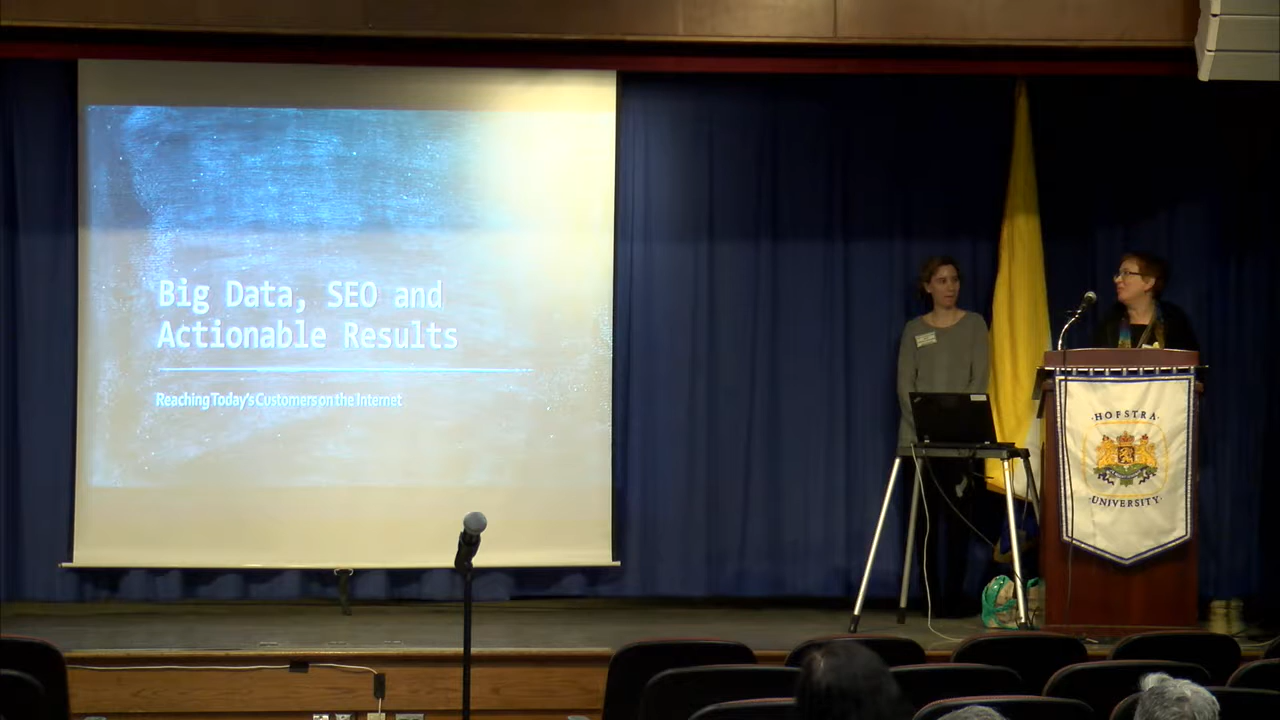 Big Data, SEO and
Actionable Results
Reaching Today's Customers on the Internet
HOFSTRA
UNIVERSITY